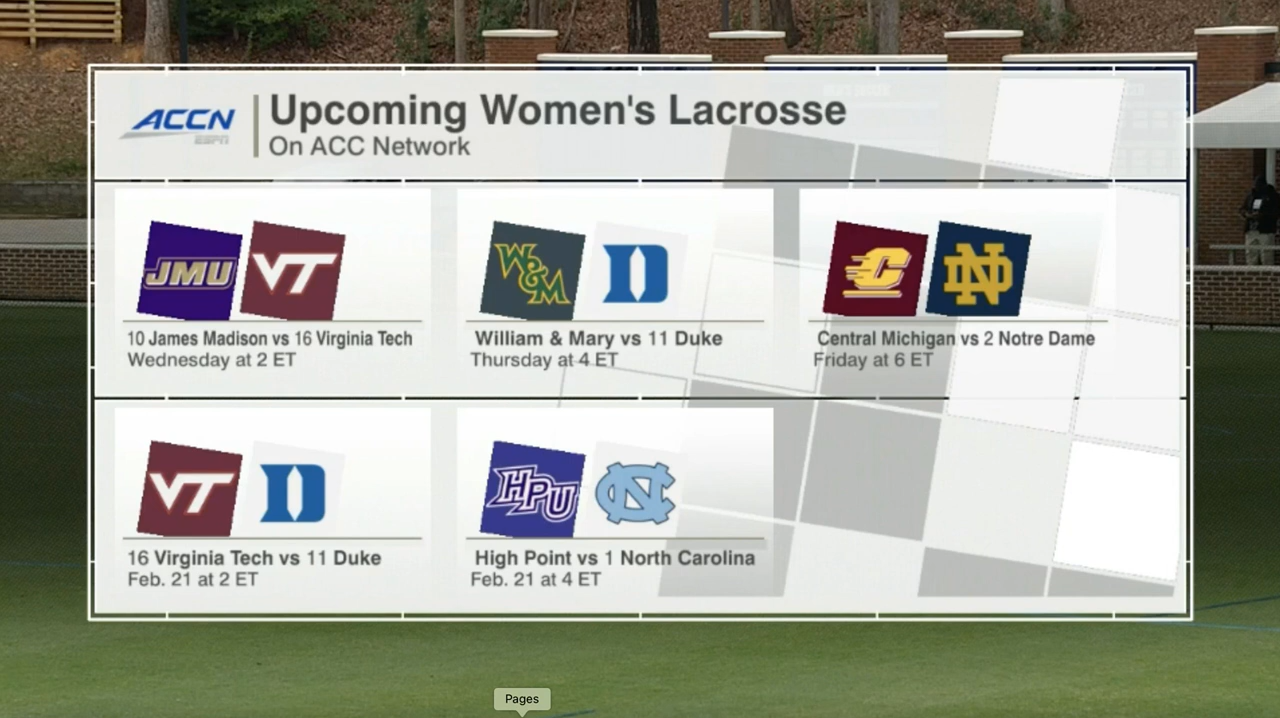 ACCN
ESPN
Upcoming Women's Lacrosse
On ACC Network
JMU
VT
W&M
D
C
ND
10 James Madison vs 16 Virginia Tech
Wednesday at 2 ET
William & Mary vs 11 Duke
Thursday at 4 ET
Central Michigan vs 2 Notre Dame
Friday at 6 ET
VT
D
HPU
NC
16 Virginia Tech vs 11 Duke
Feb. 21 at 2 ET
High Point vs 1 North Carolina
Feb. 21 at 4 ET
Pages